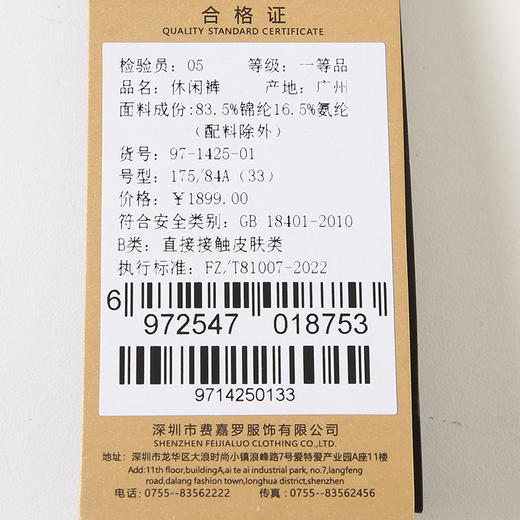 合格证
QUALITY STANDARD CERTIFICATE
检验员：05 等级：一等品
品名：休闲裤 产地：广州
面料成份：83.5%锦纶16.5%氨纶
（配料除外）
货号：97-1425-01
号型：175/84A（33）
价格：￥1899.00
符合安全类别：GB 18401-2010
B类：直接接触皮肤类
执行标准：FZ/T81007-2022
6 972547 018753
9714250133
深圳市费嘉罗服饰有限公司
SHENZHEN FEIJIALUO CLOTHING CO.,LTD.
地址：深圳市龙华区大浪时尚小镇浪峰路7号爱特爱产业园A座11楼
Add:11th floor,buildingA,ai te ai industrial park, no.7,langfeng
road,dalang fashion town,longhua district,shenzhen
电话：0755--83562222 传真：0755--83562456